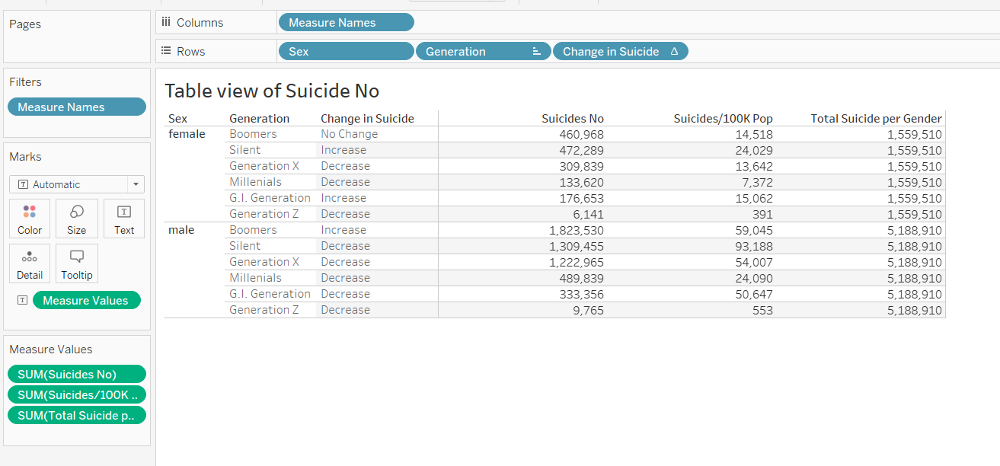 Pages
Columns Measure Names
Rows Sex Generation Change in Suicide Δ
Filters
Measure Names
Marks
T Automatic
Color Size T Text
Detail Tooltip
T Measure Values
Measure Values
SUM(Suicides No)
SUM(Suicides/100K ..
SUM(Total Suicide p..
Table view of Suicide No
Sex Generation Change in Suicide Suicides No Suicides/100K Pop Total Suicide per Gender
female Boomers No Change 460,968 14,518 1,559,510
Silent Increase 472,289 24,029 1,559,510
Generation X Decrease 309,839 13,642 1,559,510
Millenials Decrease 133,620 7,372 1,559,510
G.I. Generation Increase 176,653 15,062 1,559,510
Generation Z Decrease 6,141 391 1,559,510
male Boomers Increase 1,823,530 59,045 5,188,910
Silent Decrease 1,309,455 93,188 5,188,910
Generation X Decrease 1,222,965 54,007 5,188,910
Millenials Decrease 489,839 24,090 5,188,910
G.I. Generation Decrease 333,356 50,647 5,188,910
Generation Z Decrease 9,765 553 5,188,910